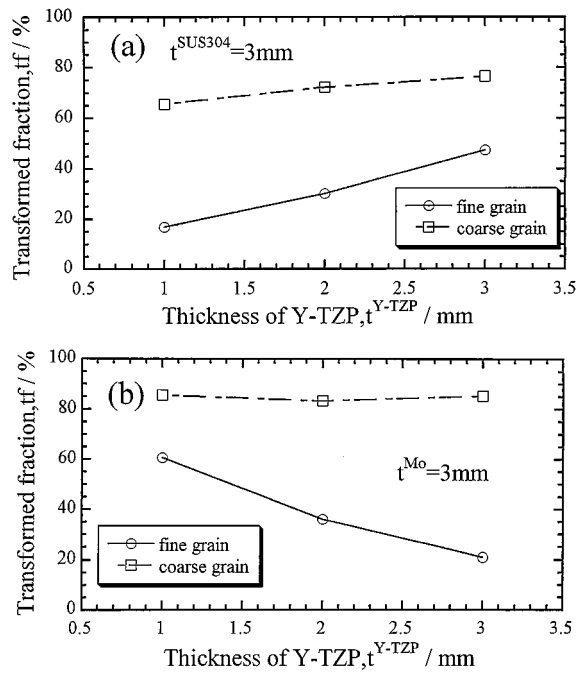 (a)
t^SUS304=3mm
Transformed fraction,tf / %
100
80
60
40
20
0
fine grain
coarse grain
0.5 1 1.5 2 2.5 3 3.5
Thickness of Y-TZP,t^Y-TZP / mm
(b)
t^Mo=3mm
Transformed fraction,tf / %
100
80
60
40
20
0
fine grain
coarse grain
0.5 1 1.5 2 2.5 3 3.5
Thickness of Y-TZP,t^Y-TZP / mm